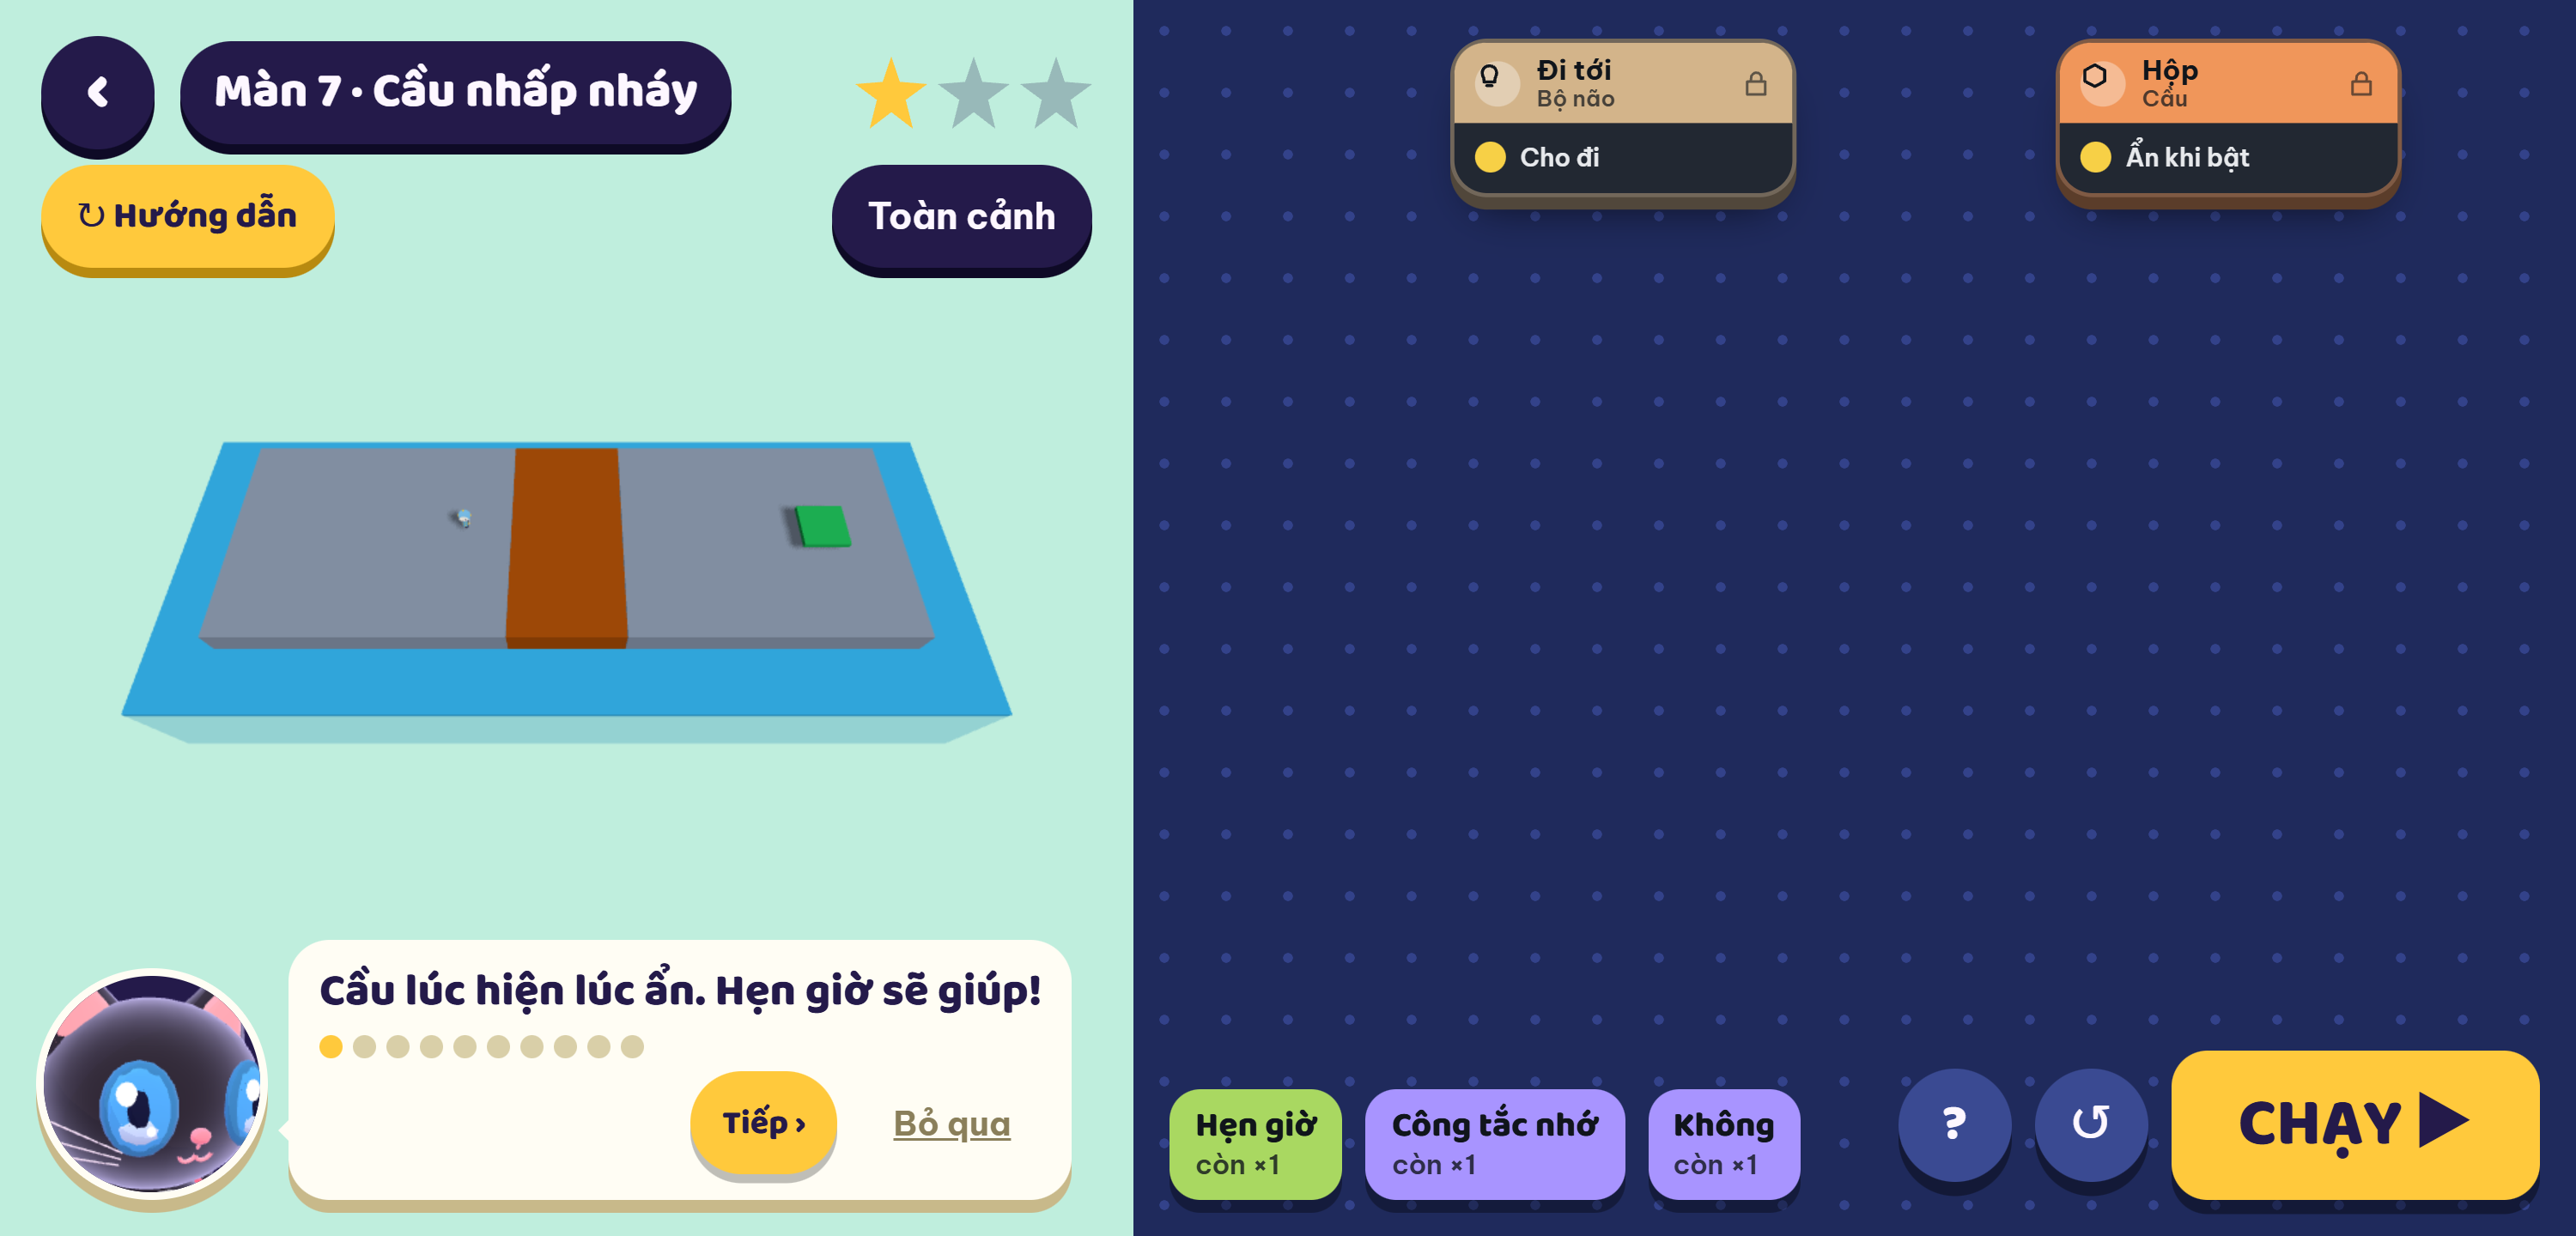 Màn 7 • Cầu nhấp nháy
↻ Hướng dẫn
Toàn cảnh
Cầu lúc hiện lúc ẩn. Hẹn giờ sẽ giúp!
Tiếp ›
Bỏ qua
Đi tới
Bộ não
Cho đi
Hộp
Cầu
Ẩn khi bật
Hẹn giờ
còn ×1
Công tắc nhớ
còn ×1
Không
còn ×1
?
↺
CHẠY ▶